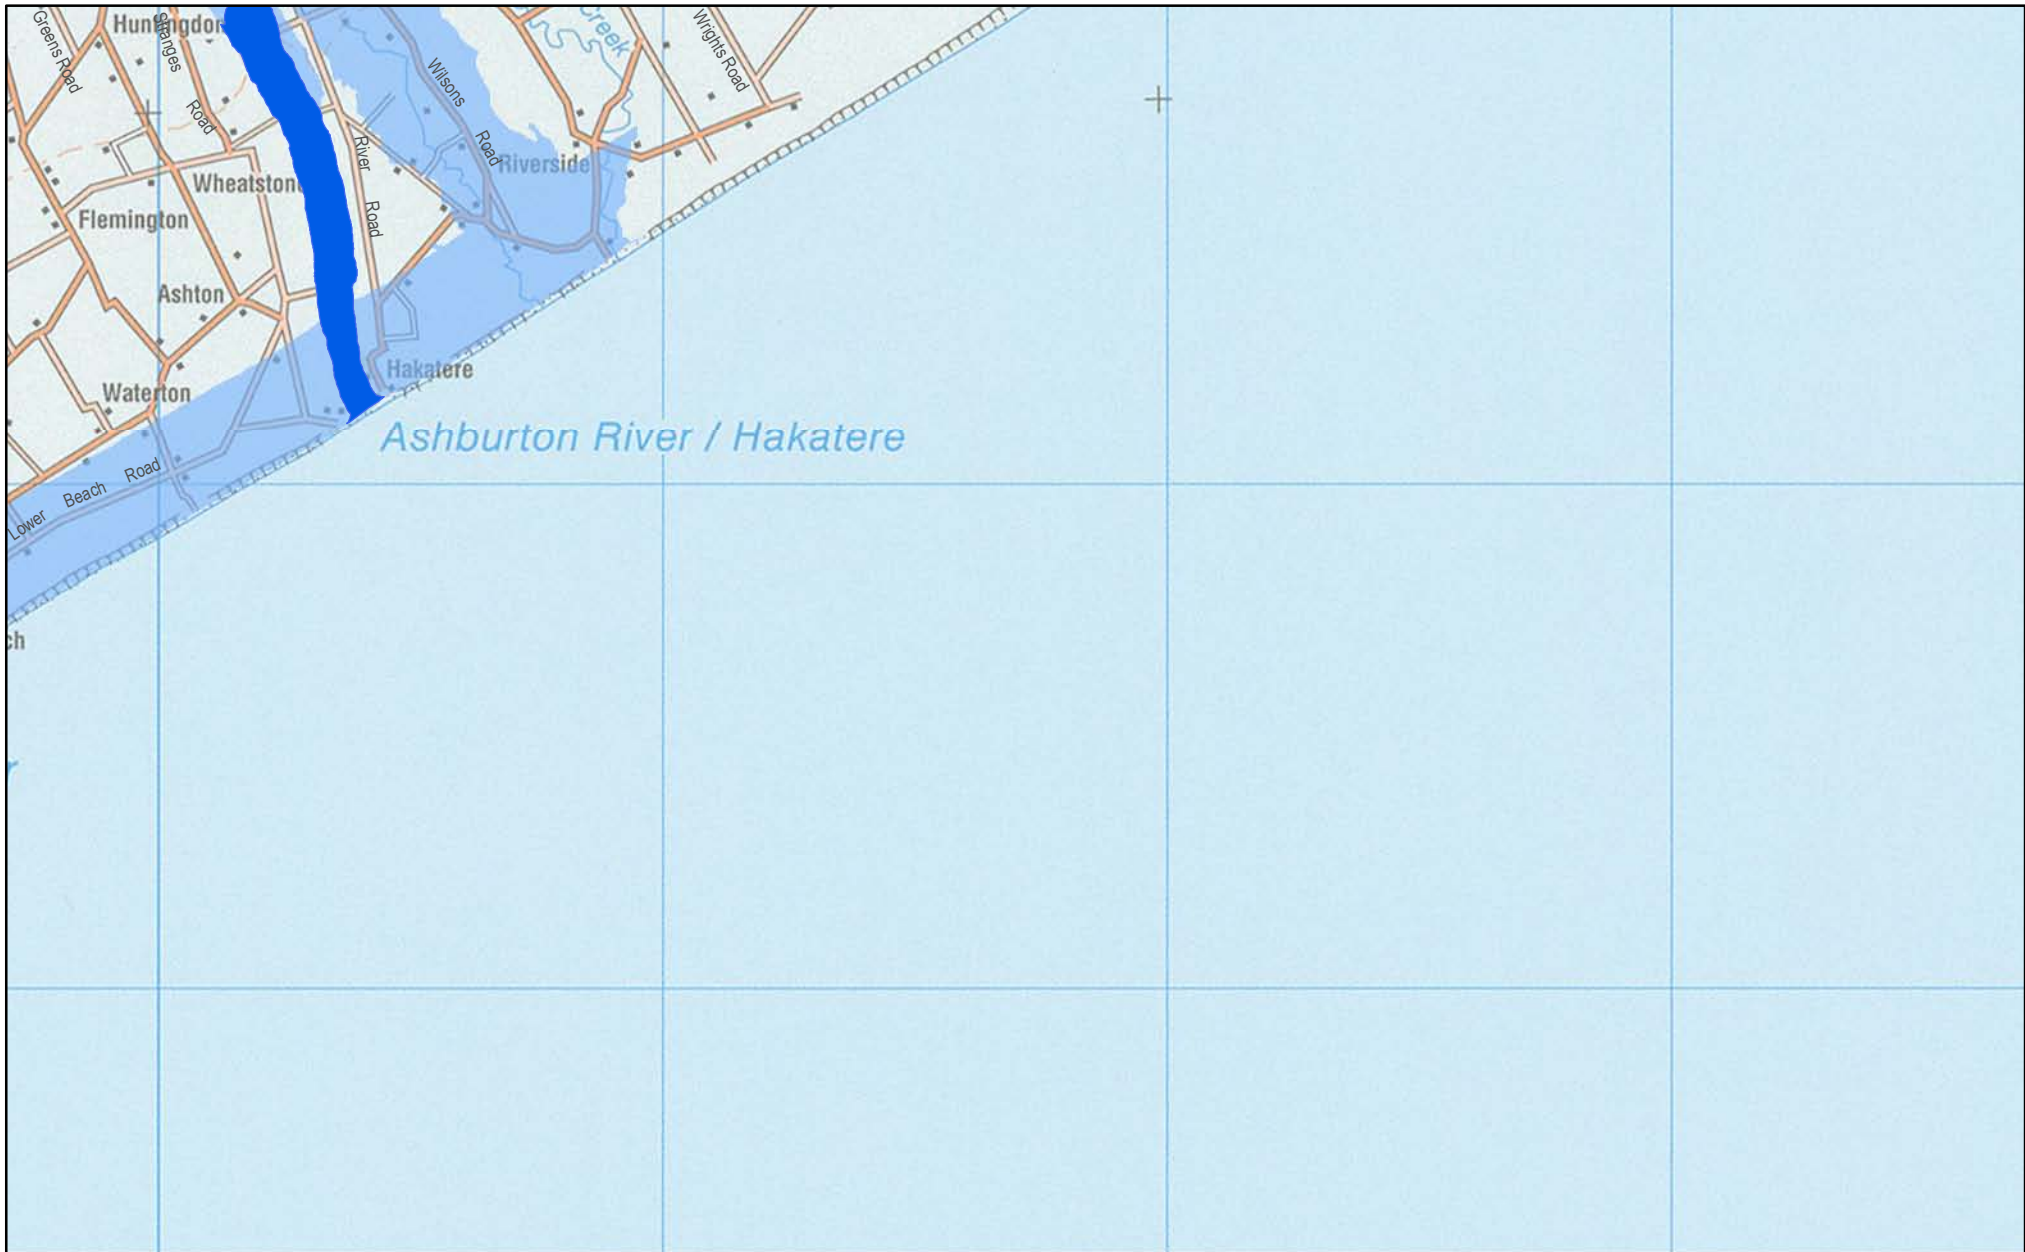 Huntingdon
Greens Road
Stranges
Road
Creek
Wrights Road
Wilsons
Road
River
Road
Riverside
Wheatstone
Flemington
Ashton
Hakatere
Waterton
Ashburton River / Hakatere
Lower Beach Road
ch
r